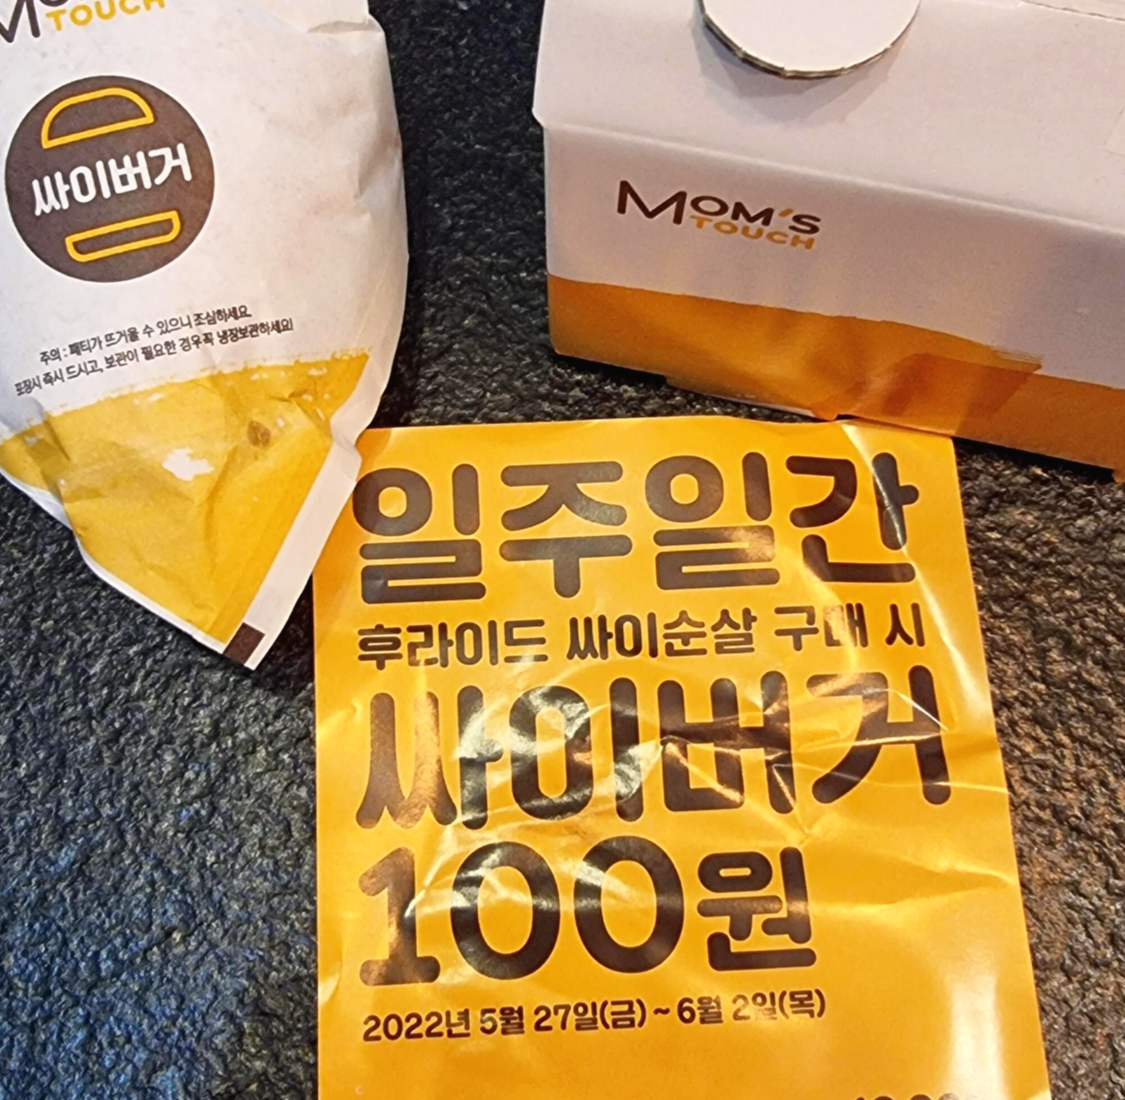 MOM'S
TOUCH
싸이버거
주의 : 패티가 뜨거울 수 있으니 조심하세요.
포장시 즉시 드시고, 보관이 필요한 경우 꼭 냉장보관하세요!
MOM'S
TOUCH
일주일간
후라이드 싸이순살 구매 시
싸이버거
100원
2022년 5월 27일(금) ~ 6월 2일(목)